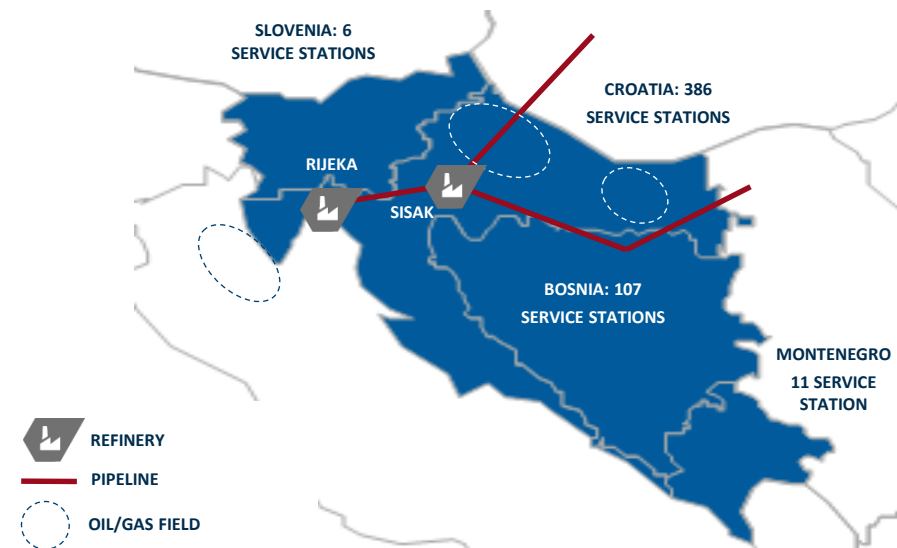 SLOVENIA: 6
SERVICE STATIONS
CROATIA: 386
SERVICE STATIONS
RIJEKA
SISAK
BOSNIA: 107
SERVICE STATIONS
MONTENEGRO
11 SERVICE
STATION
REFINERY
PIPELINE
OIL/GAS FIELD